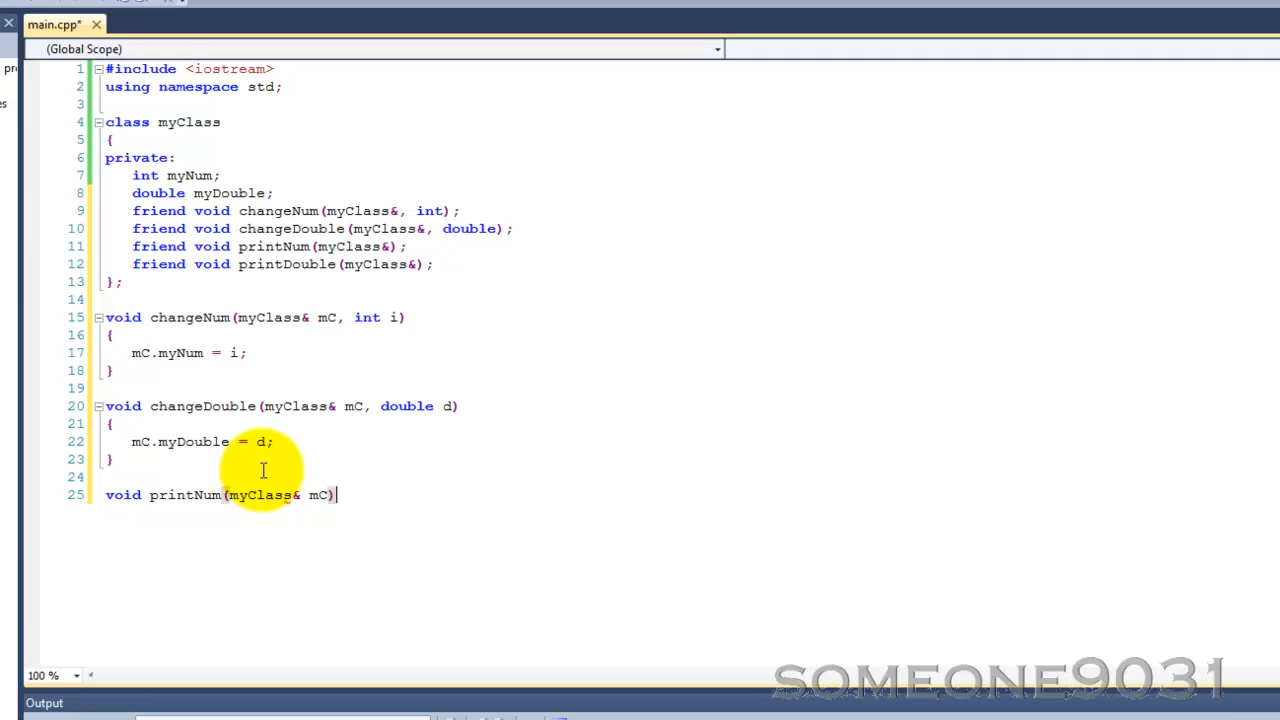 main.cpp*
(Global Scope)
1 #include <iostream>
2 using namespace std;
3
4 class myClass
5 {
6 private:
7 int myNum;
8 double myDouble;
9 friend void changeNum(myClass&, int);
10 friend void changeDouble(myClass&, double);
11 friend void printNum(myClass&);
12 friend void printDouble(myClass&);
13 };
14
15 void changeNum(myClass& mC, int i)
16 {
17 mC.myNum = i;
18 }
19
20 void changeDouble(myClass& mC, double d)
21 {
22 mC.myDouble = d;
23 }
24
25 void printNum(myClass& mC)
100 %
SOMEONE9031
Output